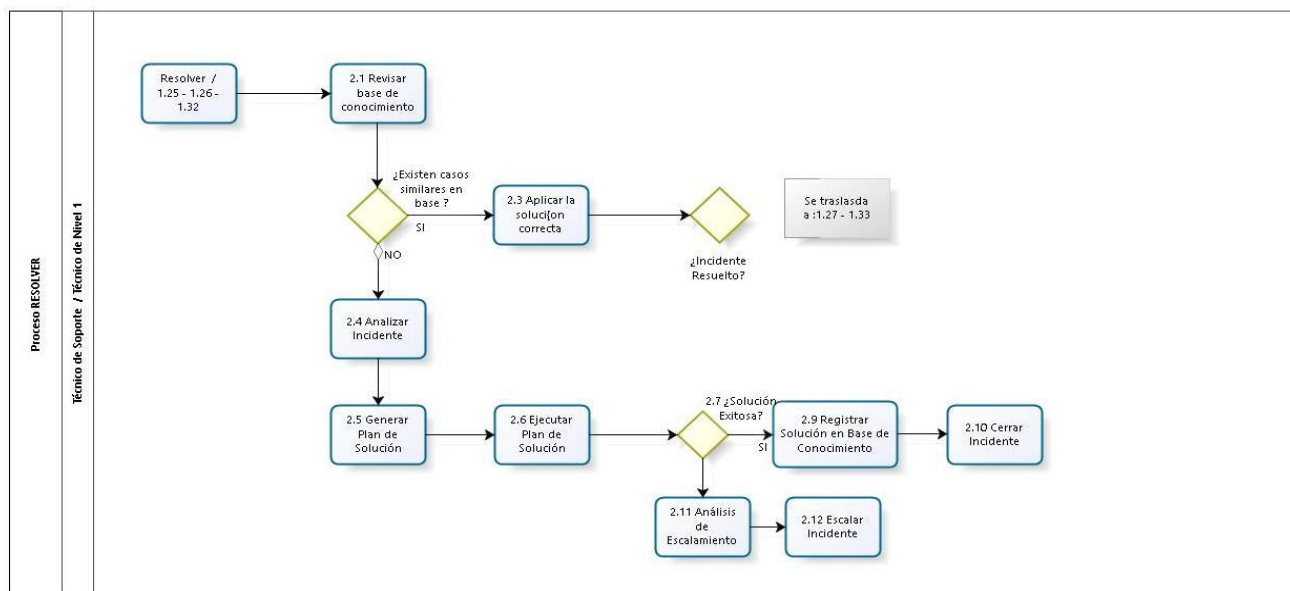 Proceso RESOLVER
Técnico de Soporte / Técnico de Nivel 1
Resolver /
1.25 - 1.26 -
1.32
2.1 Revisar
base de
conocimiento
¿Existen casos
similares en
base ?
SI
NO
2.3 Aplicar la
soluci{on
correcta
¿Incidente
Resuelto?
Se traslasda
a :1.27 - 1.33
2.4 Analizar
Incidente
2.5 Generar
Plan de
Solución
2.6 Ejecutar
Plan de
Solución
2.7 ¿Solución
Exitosa?
SI
2.9 Registrar
Solución en Base de
Conocimiento
2.10 Cerrar
Incidente
2.11 Análisis
de
Escalamiento
2.12 Escalar
Incidente